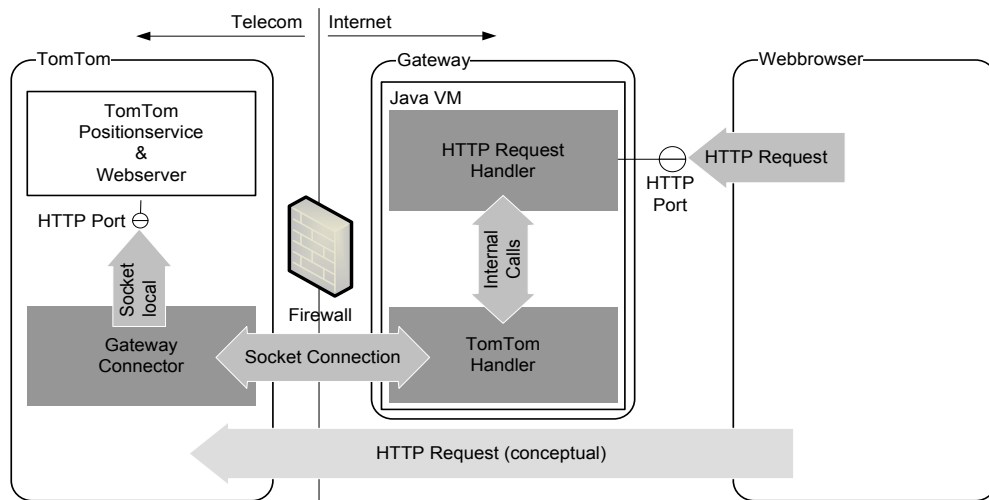 Telecom
Internet
TomTom
Gateway
Webbrowser
TomTom
Positionservice
&
Webserver
Java VM
HTTP Request
Handler
HTTP Request
HTTP
Port
HTTP Port
Socket
local
Internal
Calls
Firewall
Gateway
Connector
Socket Connection
TomTom
Handler
HTTP Request (conceptual)